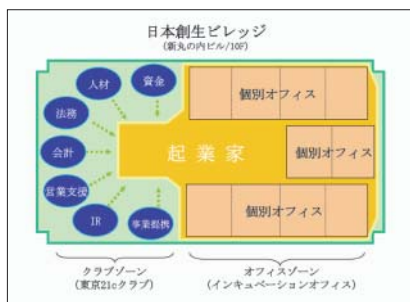 日本創生ビレッジ
(新丸の内ビル/10F)
人材
資金
法務
会計
営業支援
IR
事業提携
起業家
個別オフィス
個別オフィス
個別オフィス
クラブゾーン
(東京21cクラブ)
オフィスゾーン
(インキュベーションオフィス)